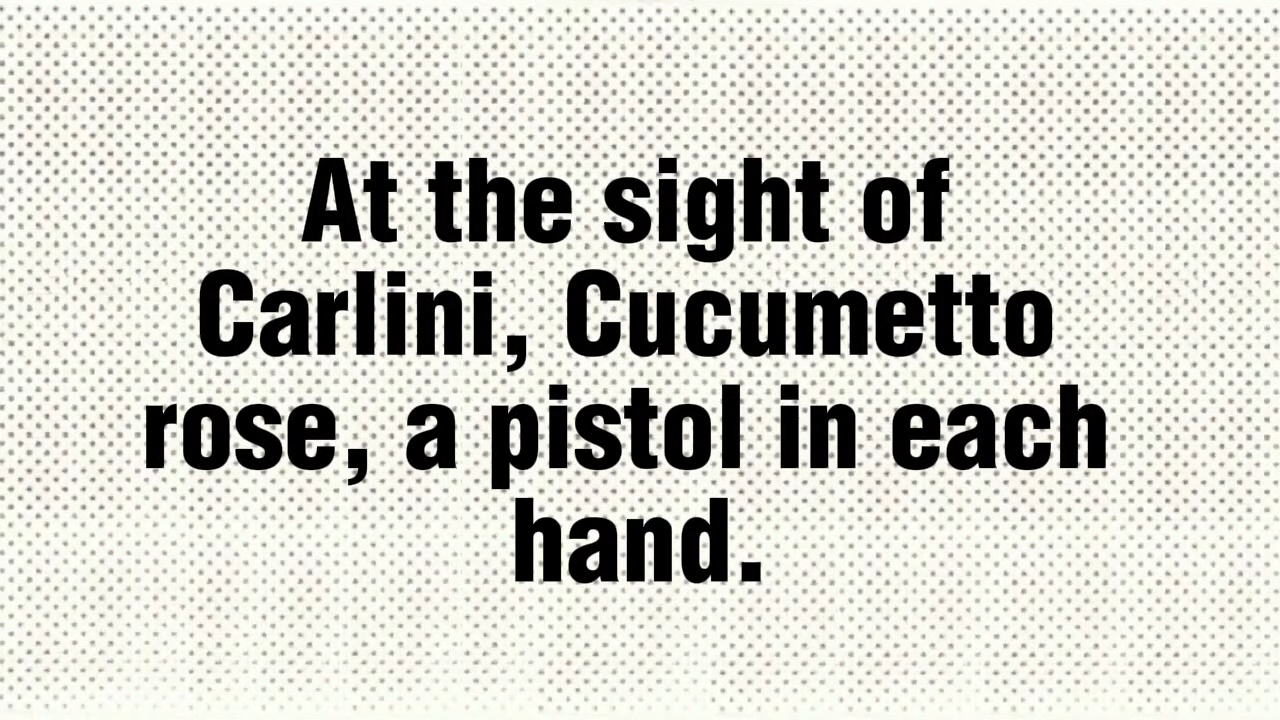 At the sight of
Carlini, Cucumetto
rose, a pistol in each
hand.